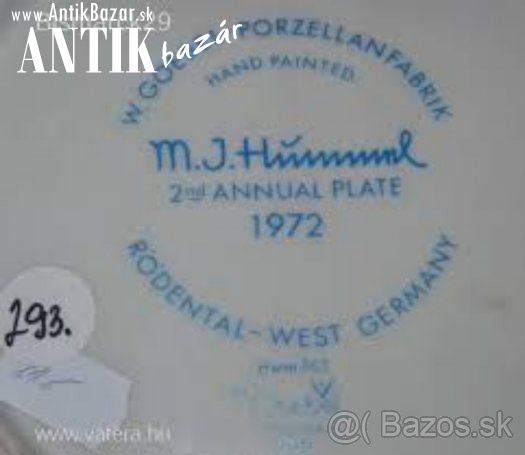 www.AntikBazar.sk
ANTIK bazár
PORZELLANFABRIK
HAND PAINTED
M.J. Hummel
2nd ANNUAL PLATE
1972
RÖDENTAL - WEST GERMANY
293.
www.vatera.hu
@( Bazos.sk